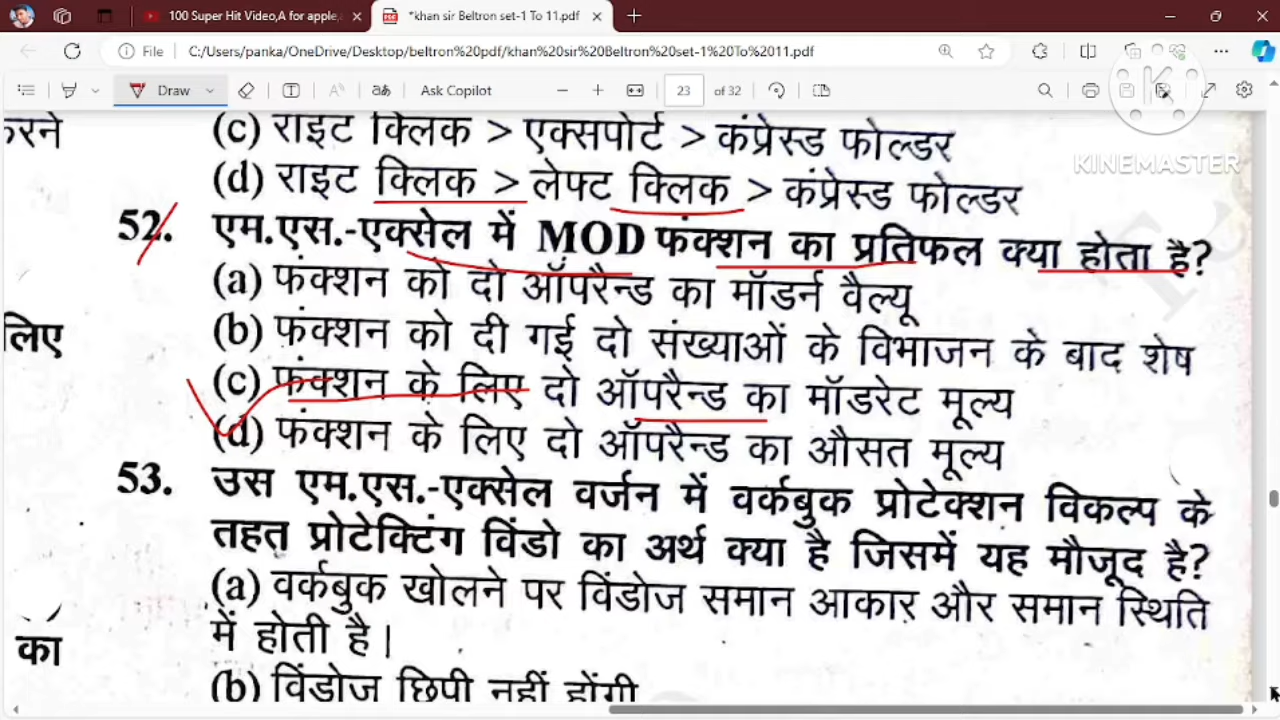 100 Super Hit Video,A for apple,
*khan sir Beltron set-1 To 11.pdf
File C:/Users/panka/OneDrive/Desktop/beltron%20pdf/khan%20sir%20Beltron%20set-1%20To%2011.pdf
Draw Ask Copilot 23 of 32
KINEMASTER
करने
(c) राइट क्लिक > एक्सपोर्ट > कंप्रेस्ड फोल्डर
(d) राइट क्लिक > लेफ्ट क्लिक > कंप्रेस्ड फोल्डर
52. एम.एस.-एक्सेल में MOD फंक्शन का प्रतिफल क्या होता है?
(a) फंक्शन को दो ऑपरैन्ड का मॉडर्न वैल्यू
लिए
(b) फ़ंक्शन को दी गई दो संख्याओं के विभाजन के बाद शेष
(c) फंक्शन के लिए दो ऑपरैन्ड का मॉडरेट मूल्य
(d) फंक्शन के लिए दो ऑपरैन्ड का औसत मूल्य
53. उस एम.एस.-एक्सेल वर्जन में वर्कबुक प्रोटेक्शन विकल्प के
तहत प्रोटेक्टिंग विंडो का अर्थ क्या है जिसमें यह मौजूद है?
(a) वर्कबुक खोलने पर विंडोज समान आकार और समान स्थिति
में होती है।
का
(b) विंडोज छिपी नहीं होंगी